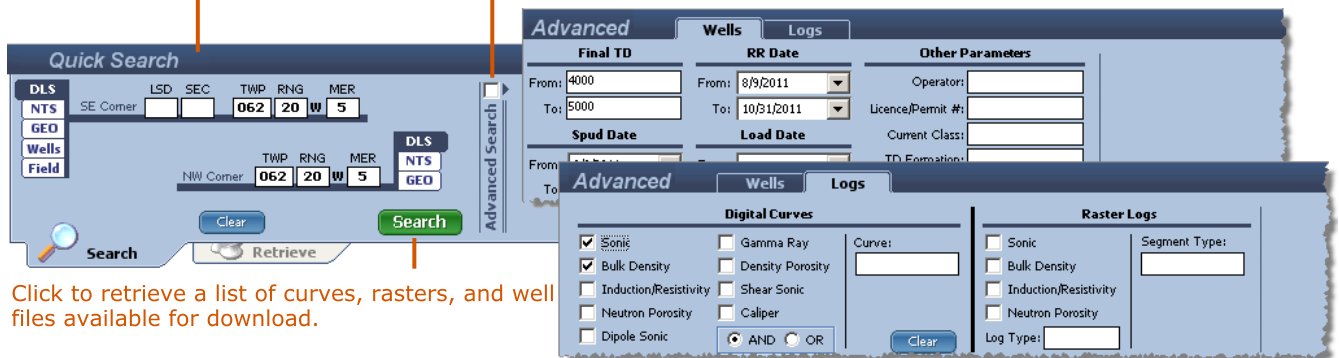 Quick Search
DLS
NTS
GEO
Wells
Field
LSD SEC TWP RNG MER
SE Corner 062 20 W 5
TWP RNG MER
NW Corner 062 20 W 5
DLS
NTS
GEO
Clear
Search
Advanced Search
Search
Retrieve
Click to retrieve a list of curves, rasters, and well
files available for download.
Advanced Wells Logs
Final TD
From: 4000
To: 5000
Spud Date
From
To
RR Date
From: 8/9/2011
To: 10/31/2011
Load Date
Other Parameters
Operator:
Licence/Permit #:
Current Class:
TD Formation:
Advanced Wells Logs
Digital Curves
Sonic
Bulk Density
Induction/Resistivity
Neutron Porosity
Dipole Sonic
Gamma Ray
Density Porosity
Shear Sonic
Caliper
AND OR
Curve:
Clear
Raster Logs
Sonic
Bulk Density
Induction/Resistivity
Neutron Porosity
Log Type:
Segment Type: